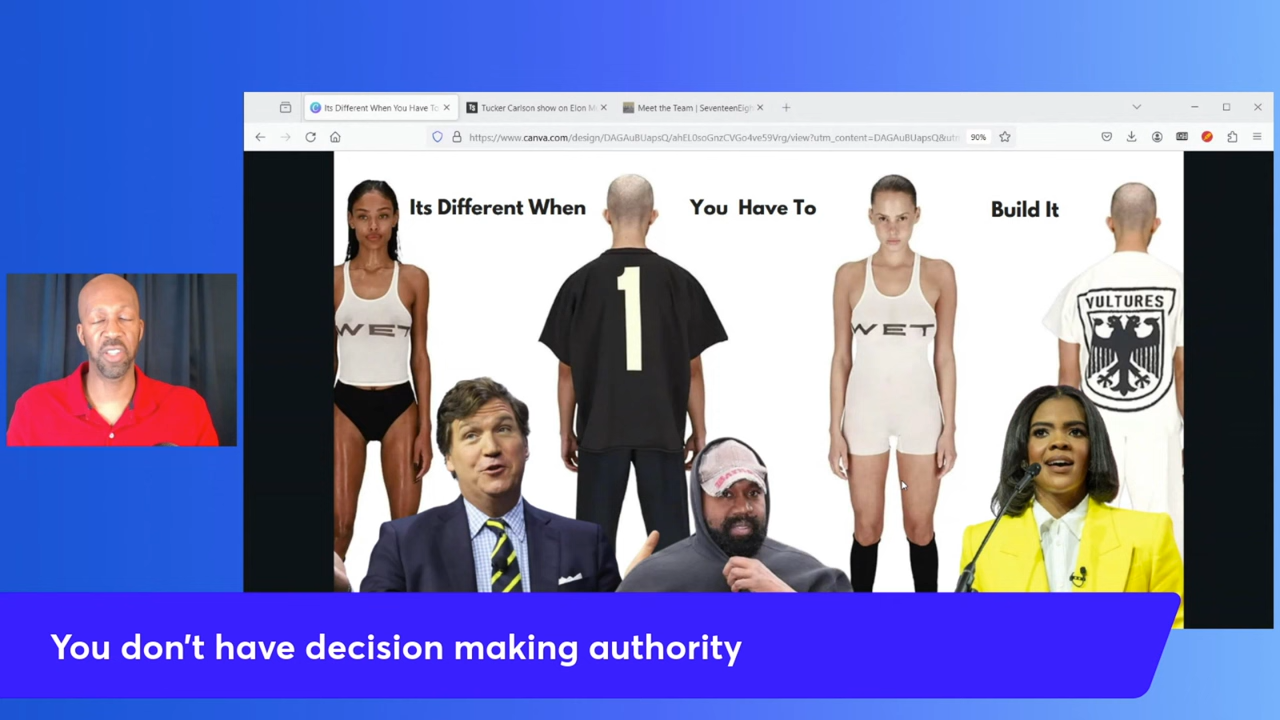 Its Different When You Have To
Tucker Carlson show on Elon M
Meet the Team | SeventeenEigh
https://www.canva.com/design/DAGAuBUapsQ/ahEL0soGnzCVGo4ve59Vrg/view?utm_content=DAGAuBUapsQ&utm
90%
Its Different When
You Have To
Build It
WET
1
WET
VULTURES
You don't have decision making authority